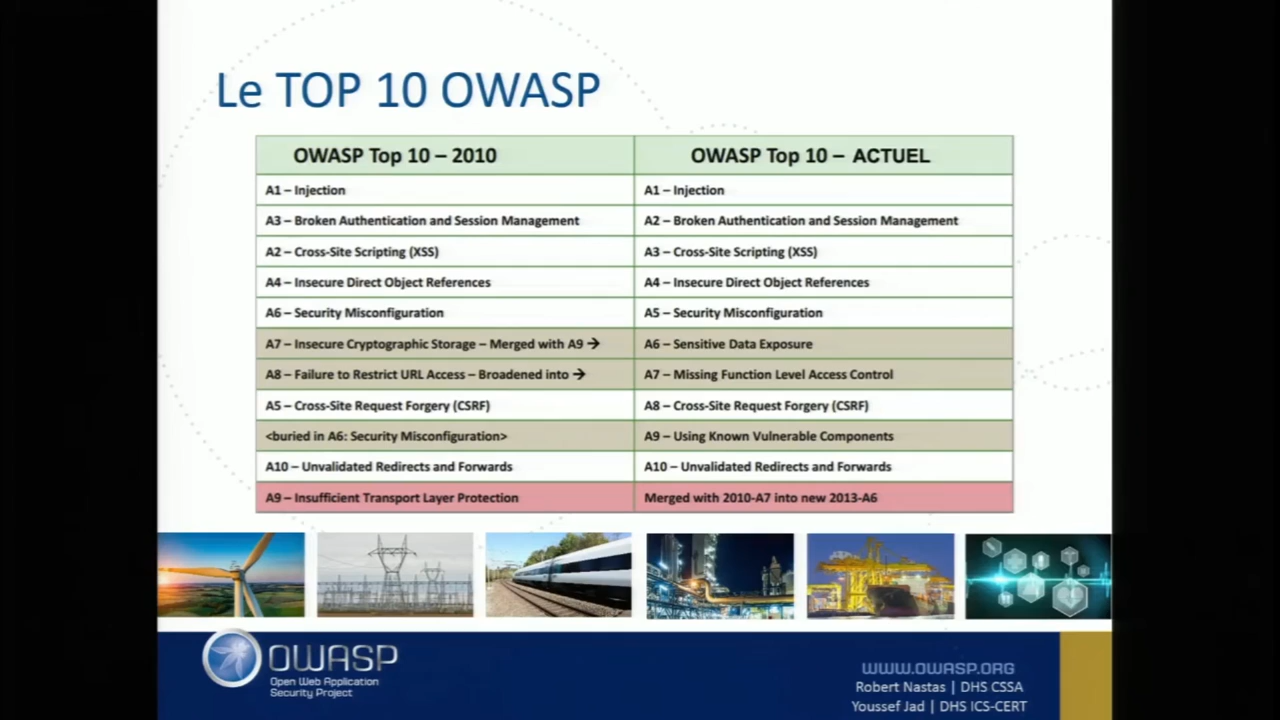 Le TOP 10 OWASP
OWASP Top 10 – 2010
OWASP Top 10 – ACTUEL
A1 – Injection
A1 – Injection
A3 – Broken Authentication and Session Management
A2 – Broken Authentication and Session Management
A2 – Cross-Site Scripting (XSS)
A3 – Cross-Site Scripting (XSS)
A4 – Insecure Direct Object References
A4 – Insecure Direct Object References
A6 – Security Misconfiguration
A5 – Security Misconfiguration
A7 – Insecure Cryptographic Storage – Merged with A9 →
A6 – Sensitive Data Exposure
A8 – Failure to Restrict URL Access – Broadened into →
A7 – Missing Function Level Access Control
A5 – Cross-Site Request Forgery (CSRF)
A8 – Cross-Site Request Forgery (CSRF)
<buried in A6: Security Misconfiguration>
A9 – Using Known Vulnerable Components
A10 – Unvalidated Redirects and Forwards
A10 – Unvalidated Redirects and Forwards
A9 – Insufficient Transport Layer Protection
Merged with 2010-A7 into new 2013-A6
OWASP
Open Web Application
Security Project
WWW.OWASP.ORG
Robert Nastas | DHS CSSA
Youssef Jad | DHS ICS-CERT